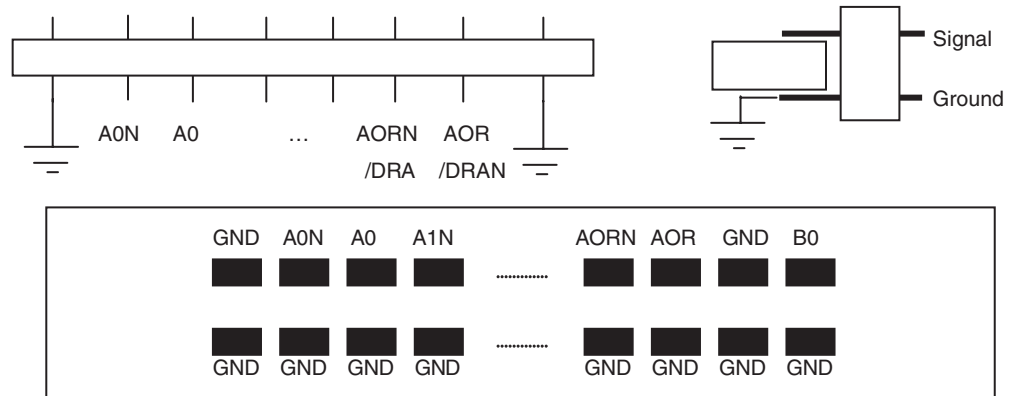 Signal
Ground
A0N A0 … AORN AOR
/DRA /DRAN
GND A0N A0 A1N AORN AOR GND B0
GND GND GND GND GND GND GND GND